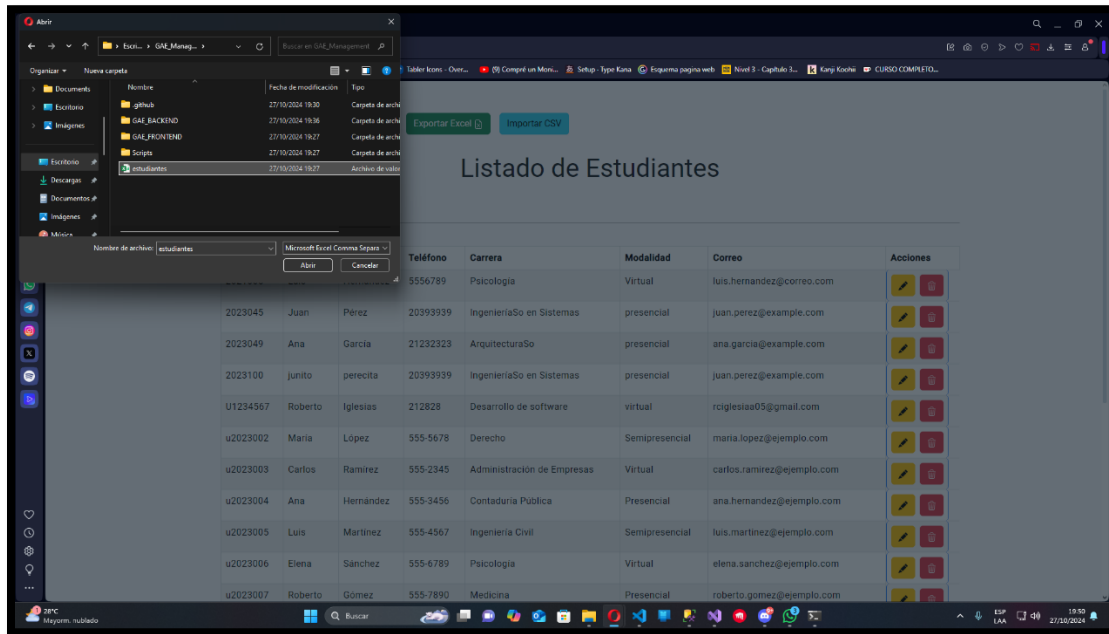 Abrir
Escri... > GAE_Manag... >
Buscar en GAE_Management
Organizar
Nueva carpeta
Tabler Icons - Over...
(9) Compré un Moni...
Setup - Type Kana
Esquema pagina web
Nivel 3 - Capítulo 3...
Kanji Koohii
CURSO COMPLETO...
Documents
Escritorio
Imágenes
Escritorio
Descargas
Documentos
Imágenes
Música
Nombre Fecha de modificación Tipo
.github 27/10/2024 19:30 Carpeta de archi
GAE_BACKEND 27/10/2024 19:36 Carpeta de archi
GAE_FRONTEND 27/10/2024 19:27 Carpeta de archi
Scripts 27/10/2024 19:27 Carpeta de archi
estudiantes 27/10/2024 19:27 Archivo de valor
Nombre de archivo: estudiantes
Microsoft Excel Comma Separa
Abrir
Cancelar
Exportar Excel
Importar CSV
Listado de Estudiantes
Teléfono Carrera Modalidad Correo Acciones
5556789 Psicología Virtual luis.hernandez@correo.com
2023045 Juan Pérez 20393939 IngenieríaSo en Sistemas presencial juan.perez@example.com
2023049 Ana García 21232323 ArquitecturaSo presencial ana.garcia@example.com
2023100 junito perecita 20393939 IngenieríaSo en Sistemas presencial juan.perez@example.com
U1234567 Roberto Iglesias 212828 Desarrollo de software virtual rciglesiaa05@gmail.com
u2023002 María López 555-5678 Derecho Semipresencial maria.lopez@ejemplo.com
u2023003 Carlos Ramírez 555-2345 Administración de Empresas Virtual carlos.ramirez@ejemplo.com
u2023004 Ana Hernández 555-3456 Contaduría Pública Presencial ana.hernandez@ejemplo.com
u2023005 Luis Martínez 555-4567 Ingeniería Civil Semipresencial luis.martinez@ejemplo.com
u2023006 Elena Sánchez 555-6789 Psicología Virtual elena.sanchez@ejemplo.com
u2023007 Roberto Gómez 555-7890 Medicina Presencial roberto.gomez@ejemplo.com
28°C
Mayorm. nublado
Buscar
ESP
LAA
19:50
27/10/2024